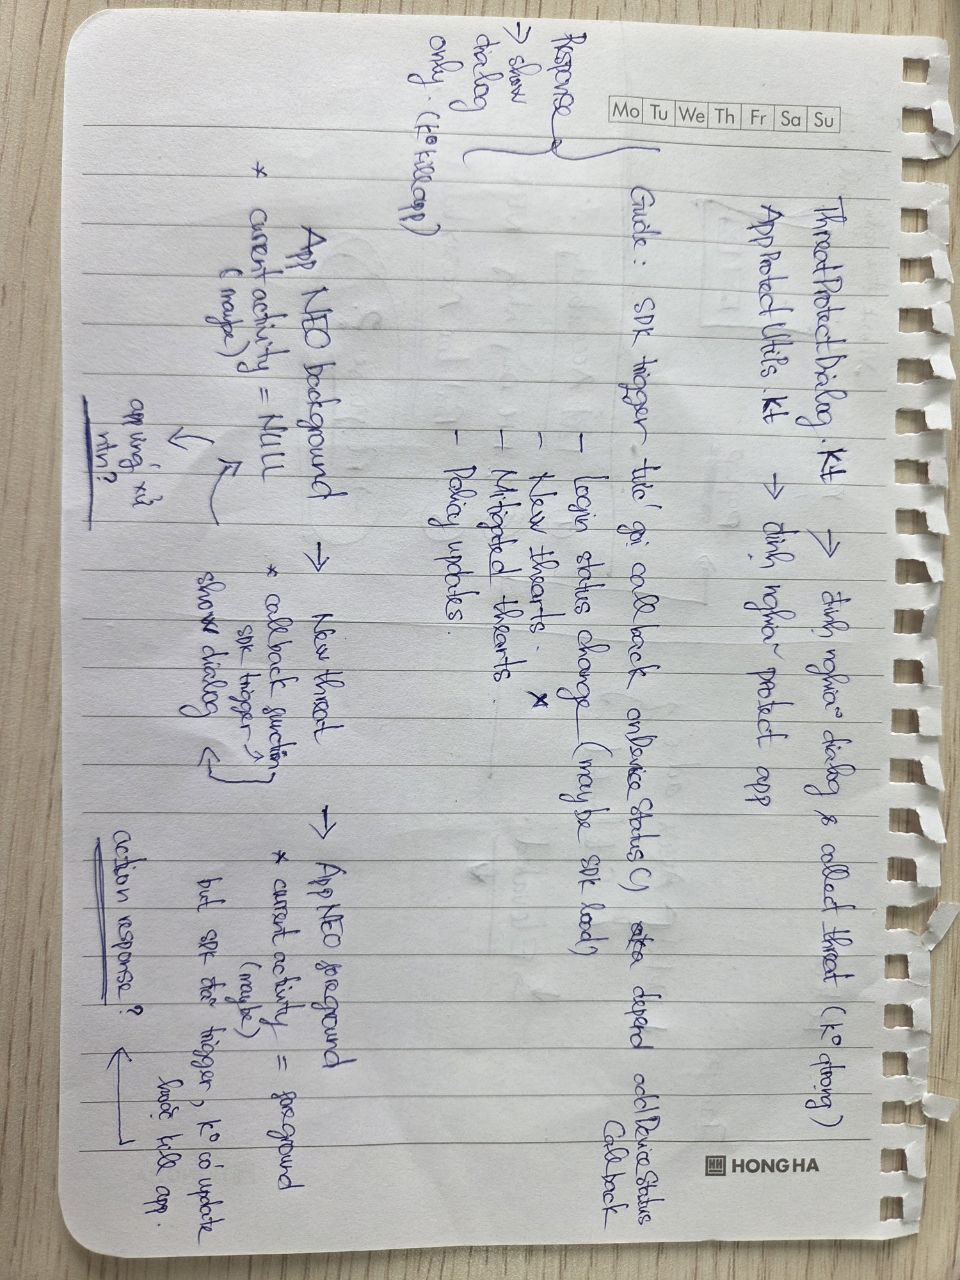 ThreatProtectDialog.kt → định nghĩa dialog & collect threat (K° qtrọng)
AppProtectUtils.kt → định nghĩa protect app
HONGHA
Mo Tu We Th Fr Sa Su
Guide: SDK trigger tức gọi callback onDeviceStatus() aka depend addDeviceStatus
Callback
- Login status change (maybe SDK load)
- New thearts. *
- Mitigated thearts.
- Policy updates.
Response
→ show
dialog
only. (K° kill app)
App NEO background → New threat → App NEO foreground
* current activity = NULL
(maybe)
* callback function
SDK trigger
show dialog
* current activity = foreground
(maybe)
but SDK đã trigger, K° có update
hoặc kill app.
app ứng xử
ntn?
action response?